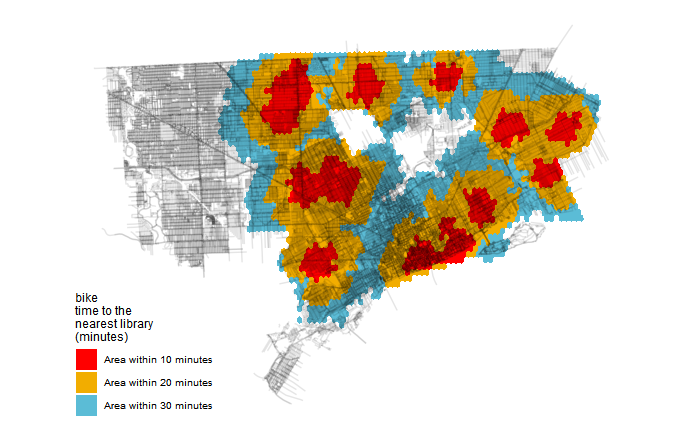 bike
time to the
nearest library
(minutes)
Area within 10 minutes
Area within 20 minutes
Area within 30 minutes